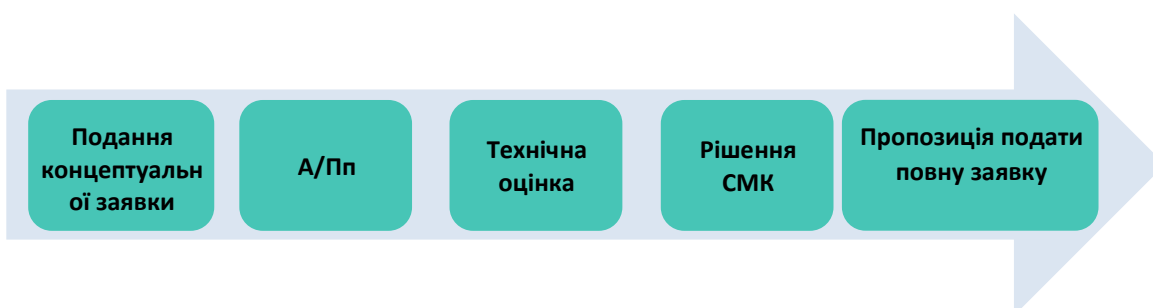 Подання
концептуальн
ої заявки
А/Пп
Технічна
оцінка
Рішення
СМК
Пропозиція подати
повну заявку